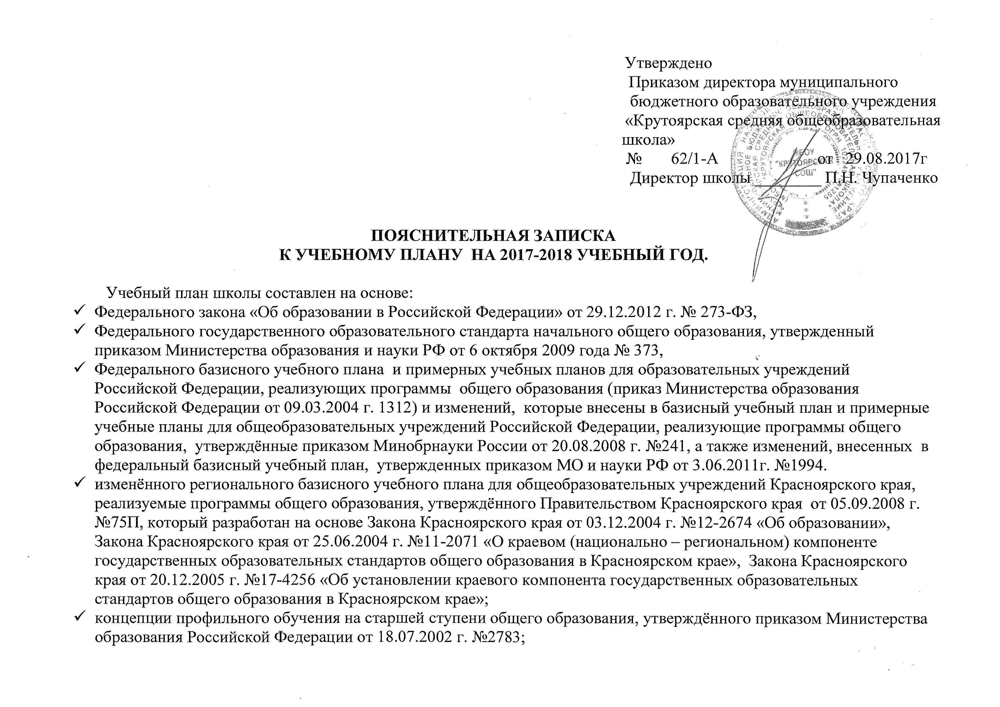 Утверждено
Приказом директора муниципального
бюджетного образовательного учреждения
«Крутоярская средняя общеобразовательная
школа»
№ 62/1-А от 29.08.2017г
Директор школы_________ П.Н. Чупаченко
МБОУ
"КРУТОЯРСКАЯ
СОШ"
ПОЯСНИТЕЛЬНАЯ ЗАПИСКА
К УЧЕБНОМУ ПЛАНУ НА 2017-2018 УЧЕБНЫЙ ГОД.
Учебный план школы составлен на основе:
✓ Федерального закона «Об образовании в Российской Федерации» от 29.12.2012 г. № 273-ФЗ,
✓ Федерального государственного образовательного стандарта начального общего образования, утвержденный
приказом Министерства образования и науки РФ от 6 октября 2009 года № 373,
✓ Федерального базисного учебного плана и примерных учебных планов для образовательных учреждений
Российской Федерации, реализующих программы общего образования (приказ Министерства образования
Российской Федерации от 09.03.2004 г. 1312) и изменений, которые внесены в базисный учебный план и примерные
учебные планы для общеобразовательных учреждений Российской Федерации, реализующие программы общего
образования, утверждённые приказом Минобрнауки России от 20.08.2008 г. №241, а также изменений, внесенных в
федеральный базисный учебный план, утвержденных приказом МО и науки РФ от 3.06.2011г. №1994.
✓ изменённого регионального базисного учебного плана для общеобразовательных учреждений Красноярского края,
реализуемые программы общего образования, утверждённого Правительством Красноярского края от 05.09.2008 г.
№75П, который разработан на основе Закона Красноярского края от 03.12.2004 г. №12-2674 «Об образовании»,
Закона Красноярского края от 25.06.2004 г. №11-2071 «О краевом (национально – региональном) компоненте
государственных образовательных стандартов общего образования в Красноярском крае», Закона Красноярского
края от 20.12.2005 г. №17-4256 «Об установлении краевого компонента государственных образовательных
стандартов общего образования в Красноярском крае»;
✓ концепции профильного обучения на старшей ступени общего образования, утверждённого приказом Министерства
образования Российской Федерации от 18.07.2002 г. №2783;